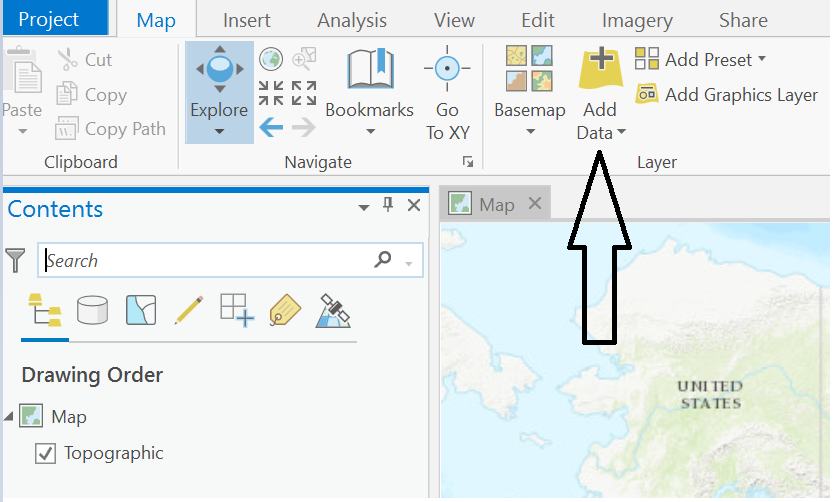 Project Map Insert Analysis View Edit Imagery Share
Paste
Cut
Copy
Copy Path
Clipboard
Explore
Bookmarks
Go
To XY
Navigate
Basemap
Add
Data
Add Preset
Add Graphics Layer
Layer
Contents
Search
Drawing Order
Map
Topographic
Map
UNITED
STATES